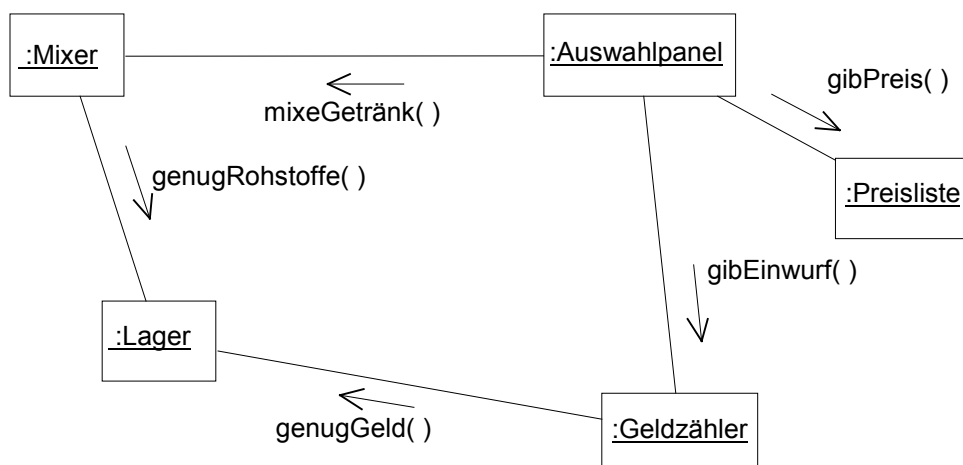 :Mixer
:Auswahlpanel
gibPreis( )
mixeGetränk( )
genugRohstoffe( )
:Preisliste
gibEinwurf( )
:Lager
genugGeld( )
:Geldzähler